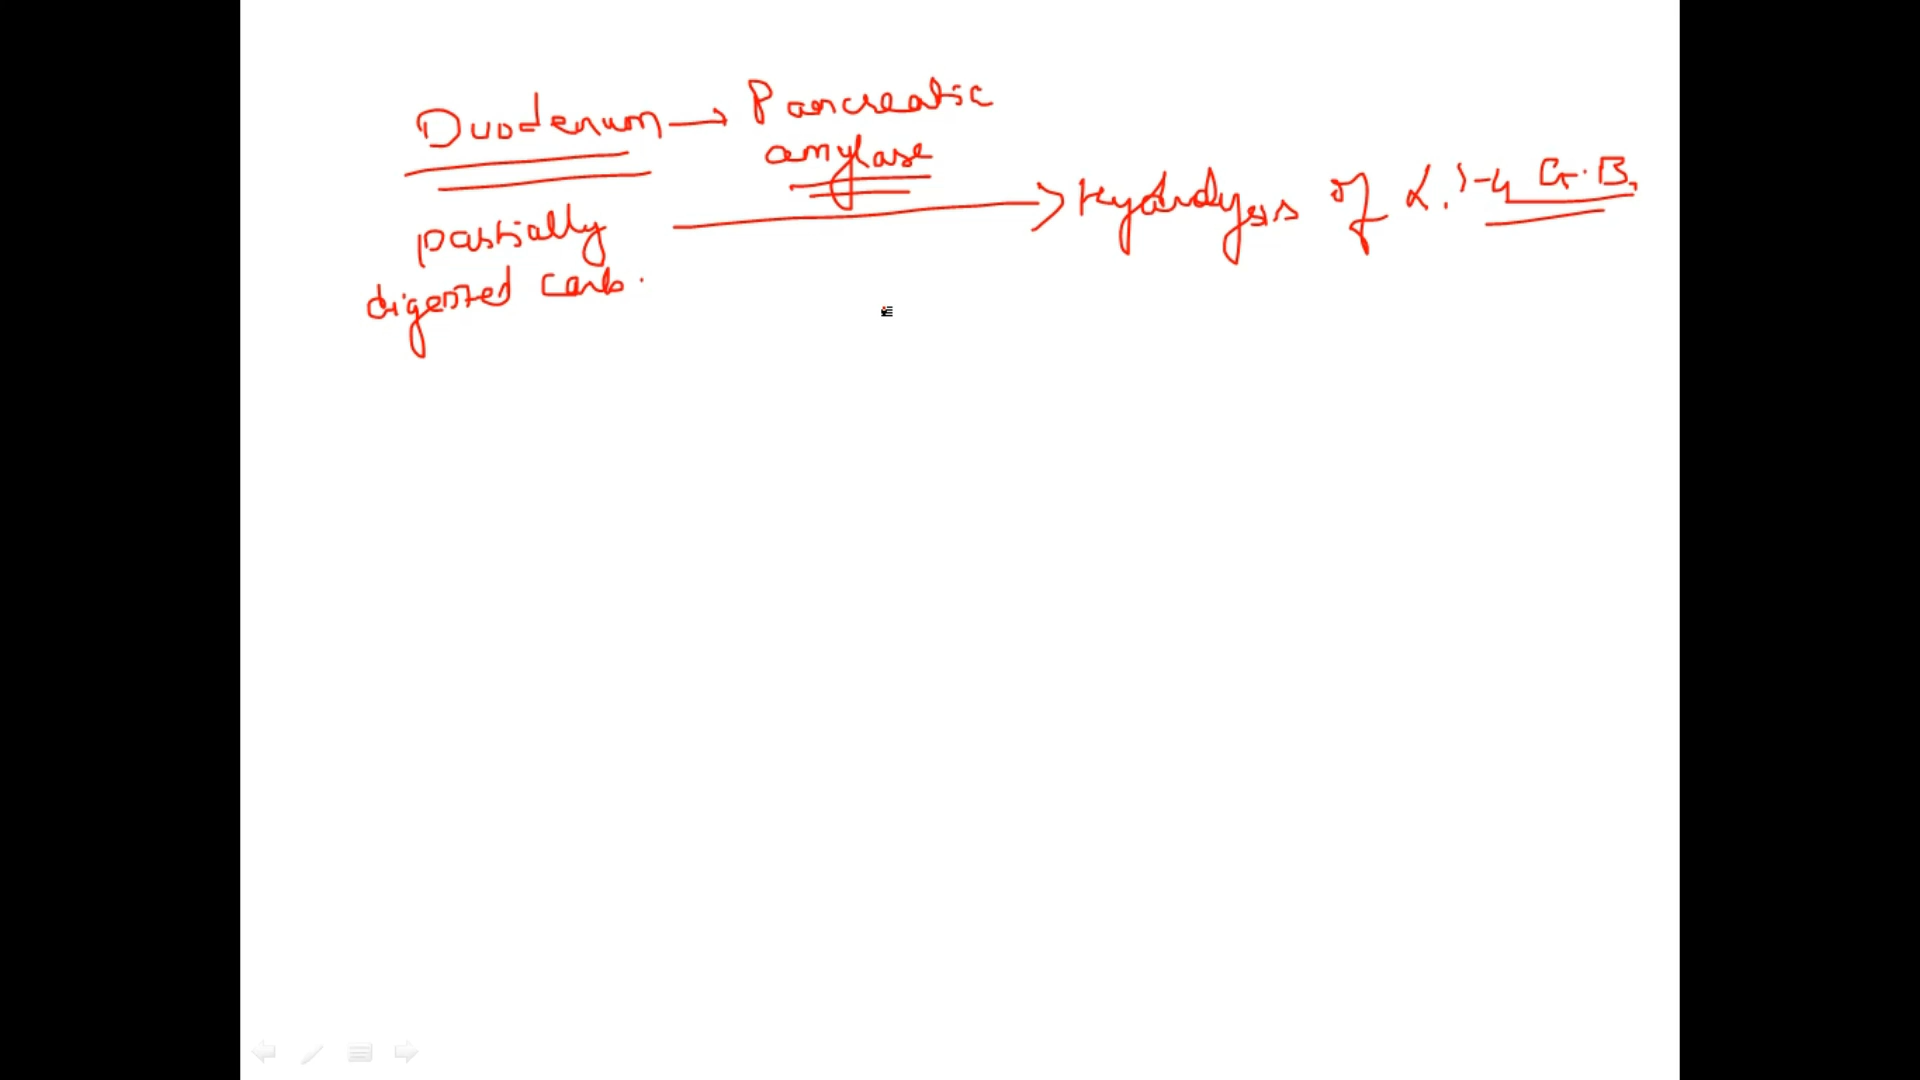 Duodenum → Pancreatic
amylase
partially → Hydrolysis of α.1-4 G.B.
digested carb.